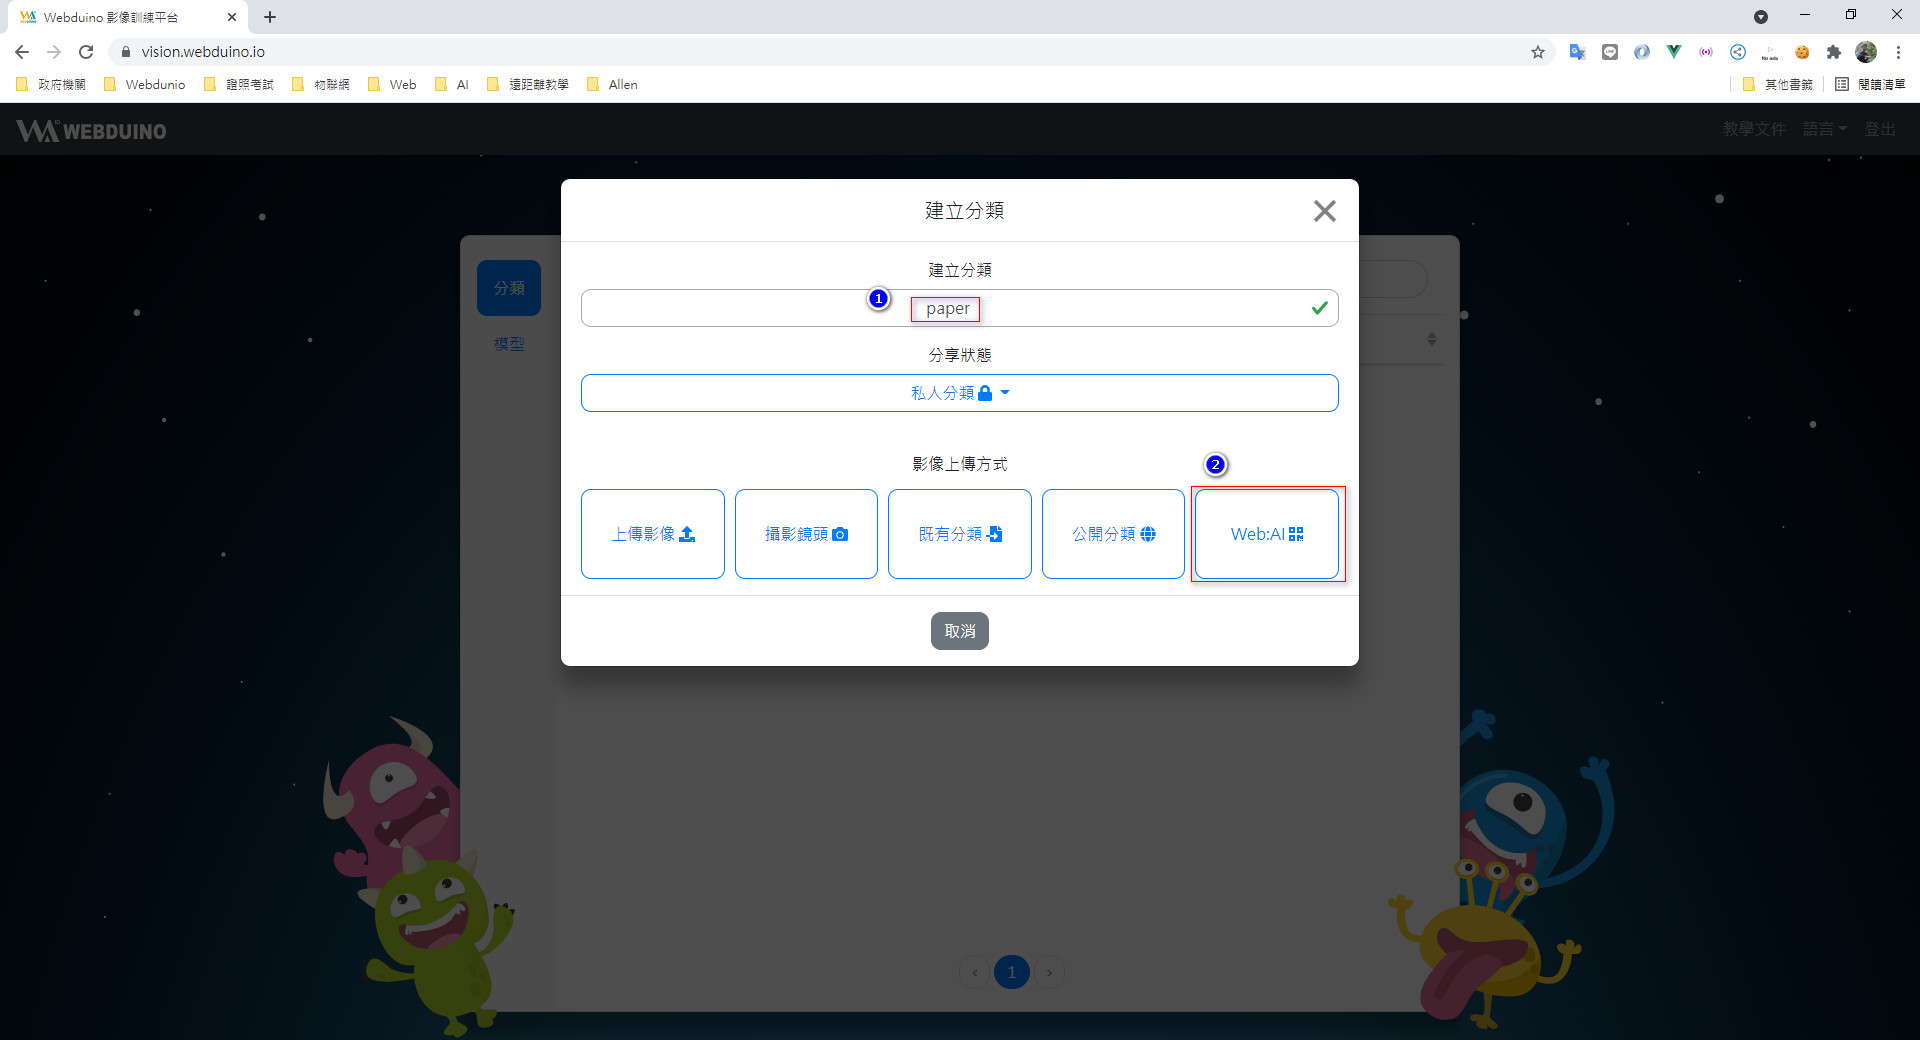 Webduino 影像訓練平台
vision.webduino.io
No ads
政府機關
Webdunio
證照考試
物聯網
Web
AI
遠距離教學
Allen
其他書籤
閱讀清單
WEBDUINO
教學文件
語言
登出
建立分類
分類
模型
建立分類
1
paper
分享狀態
私人分類
影像上傳方式
2
上傳影像
攝影鏡頭
既有分類
公開分類
Web:AI
取消
‹ 1 ›